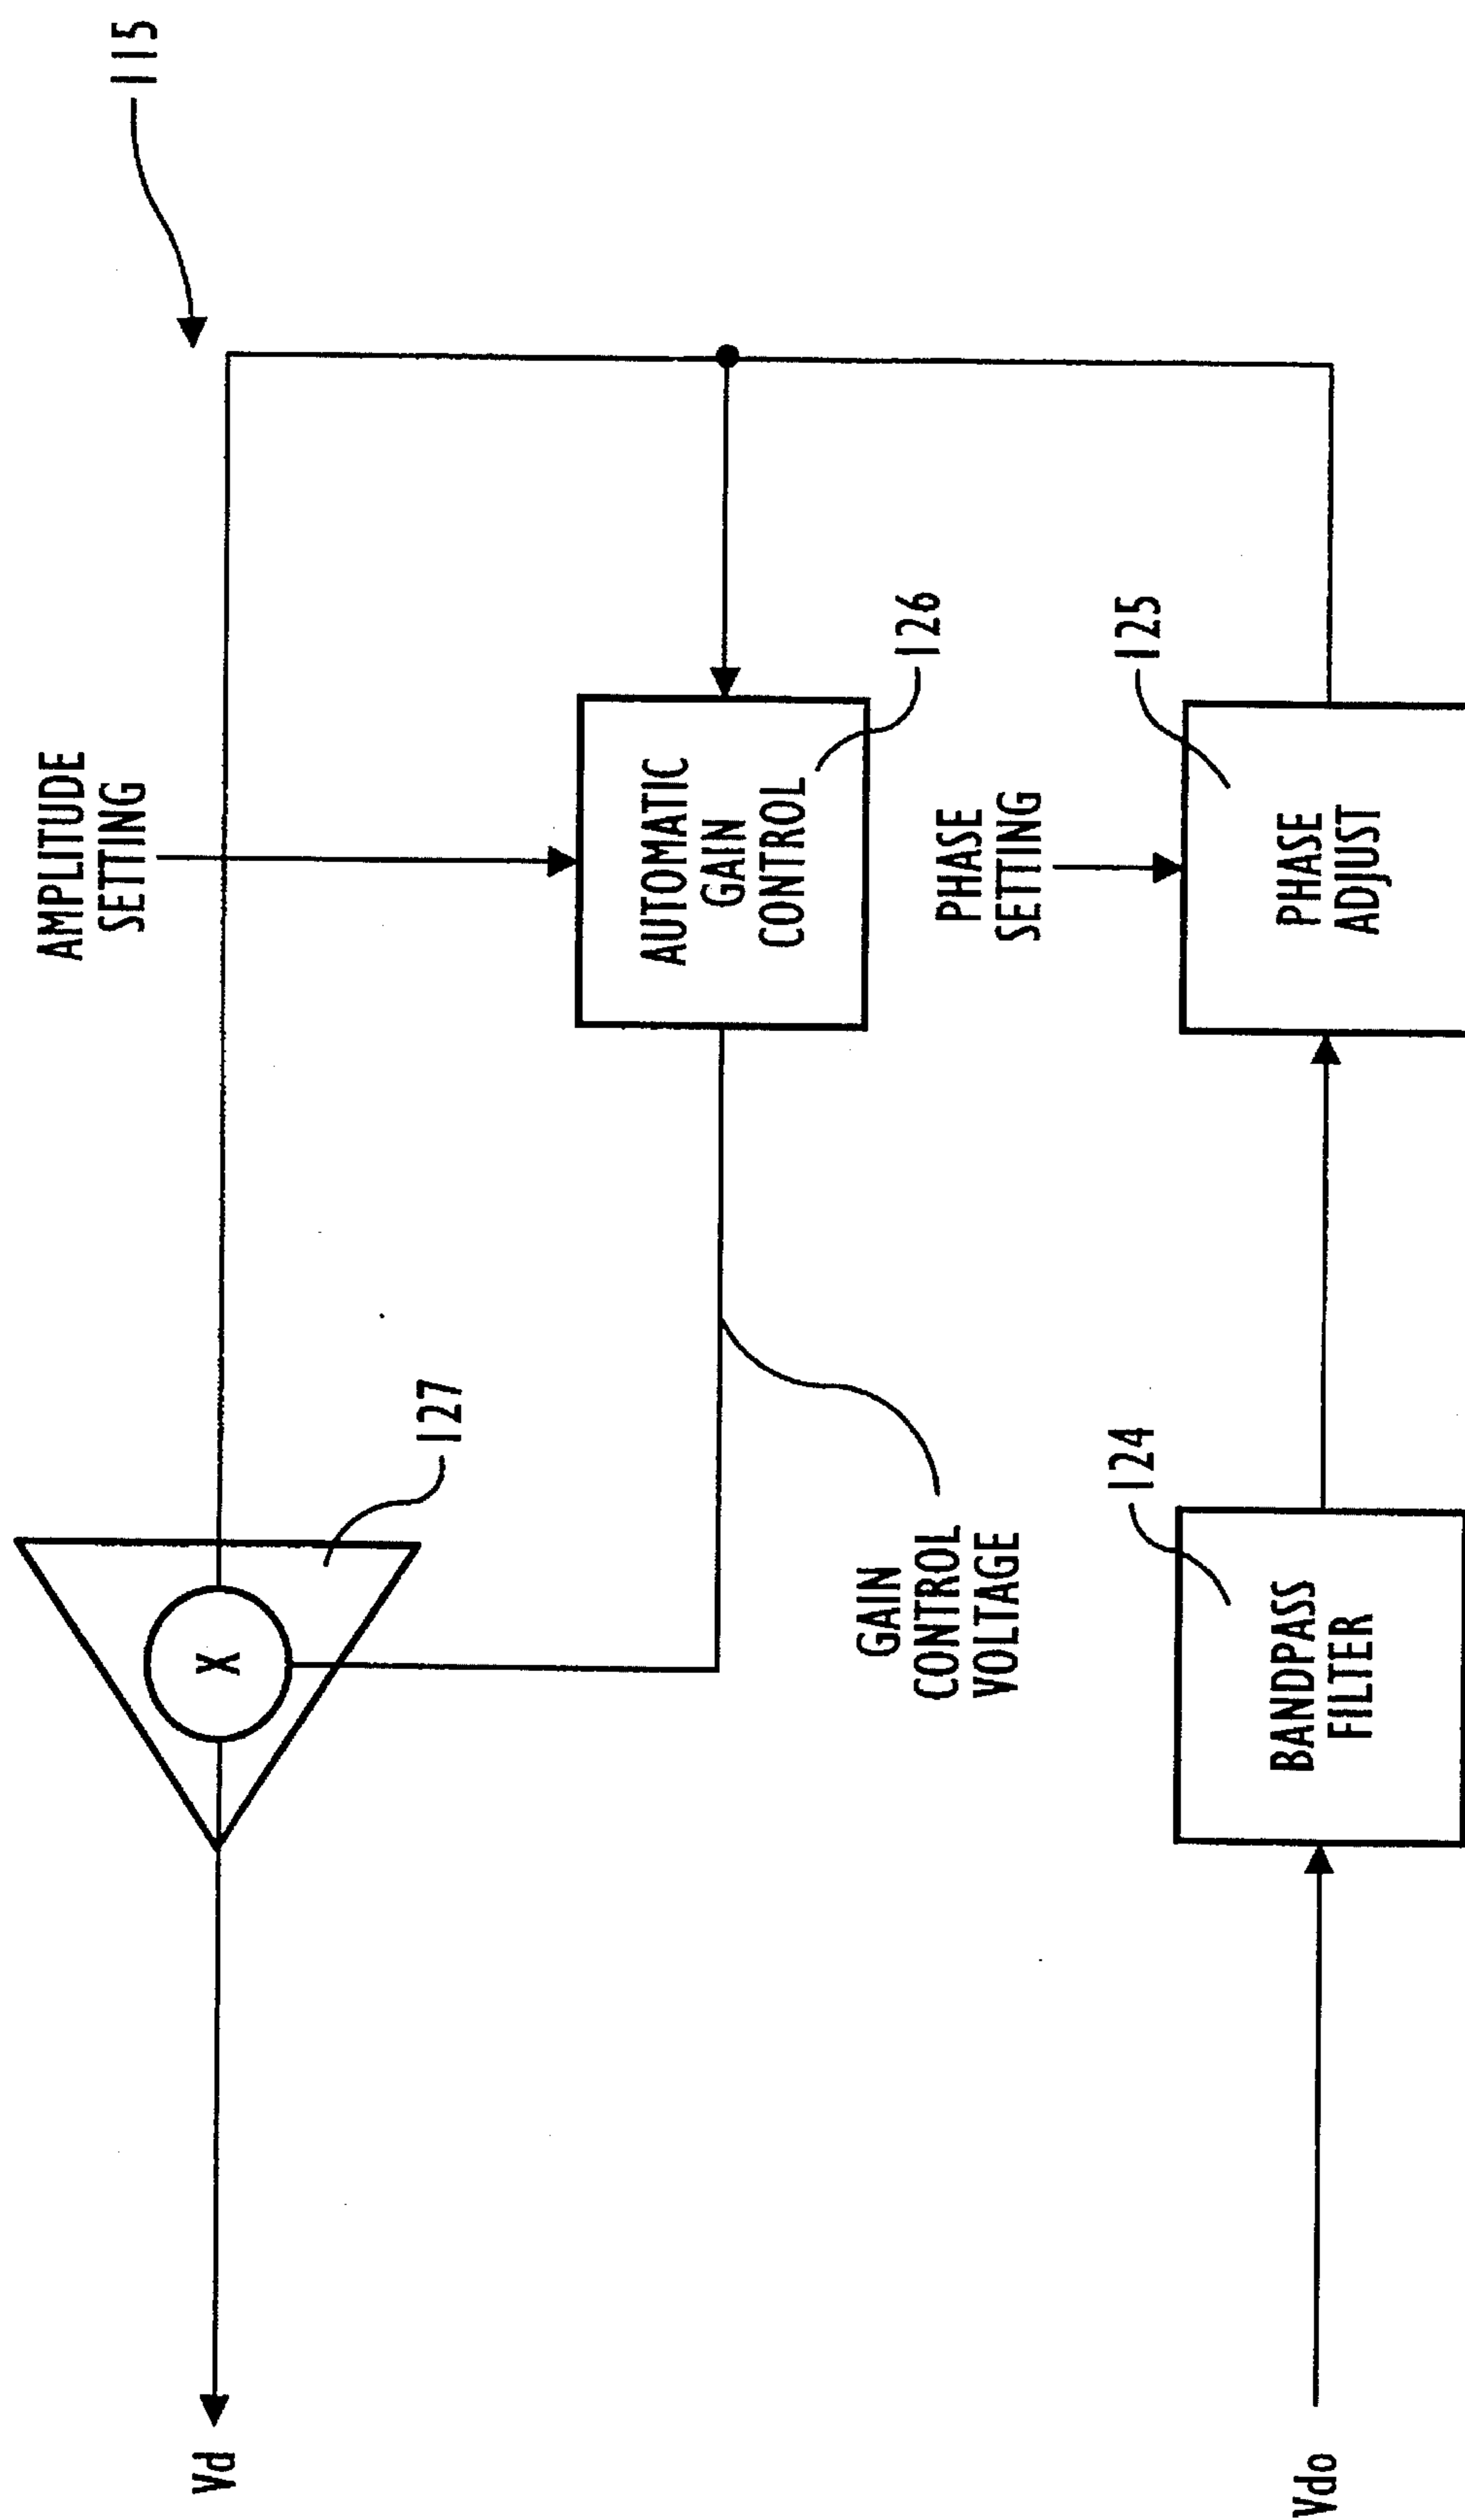 115
AMPLITUDE
SETTING
Vd
X
127
AUTOMATIC
GAIN
CONTROL
126
GAIN
CONTROL
VOLTAGE
PHASE
SETTING
125
124
Vdo
BANDPASS
FILTER
PHASE
ADJUST